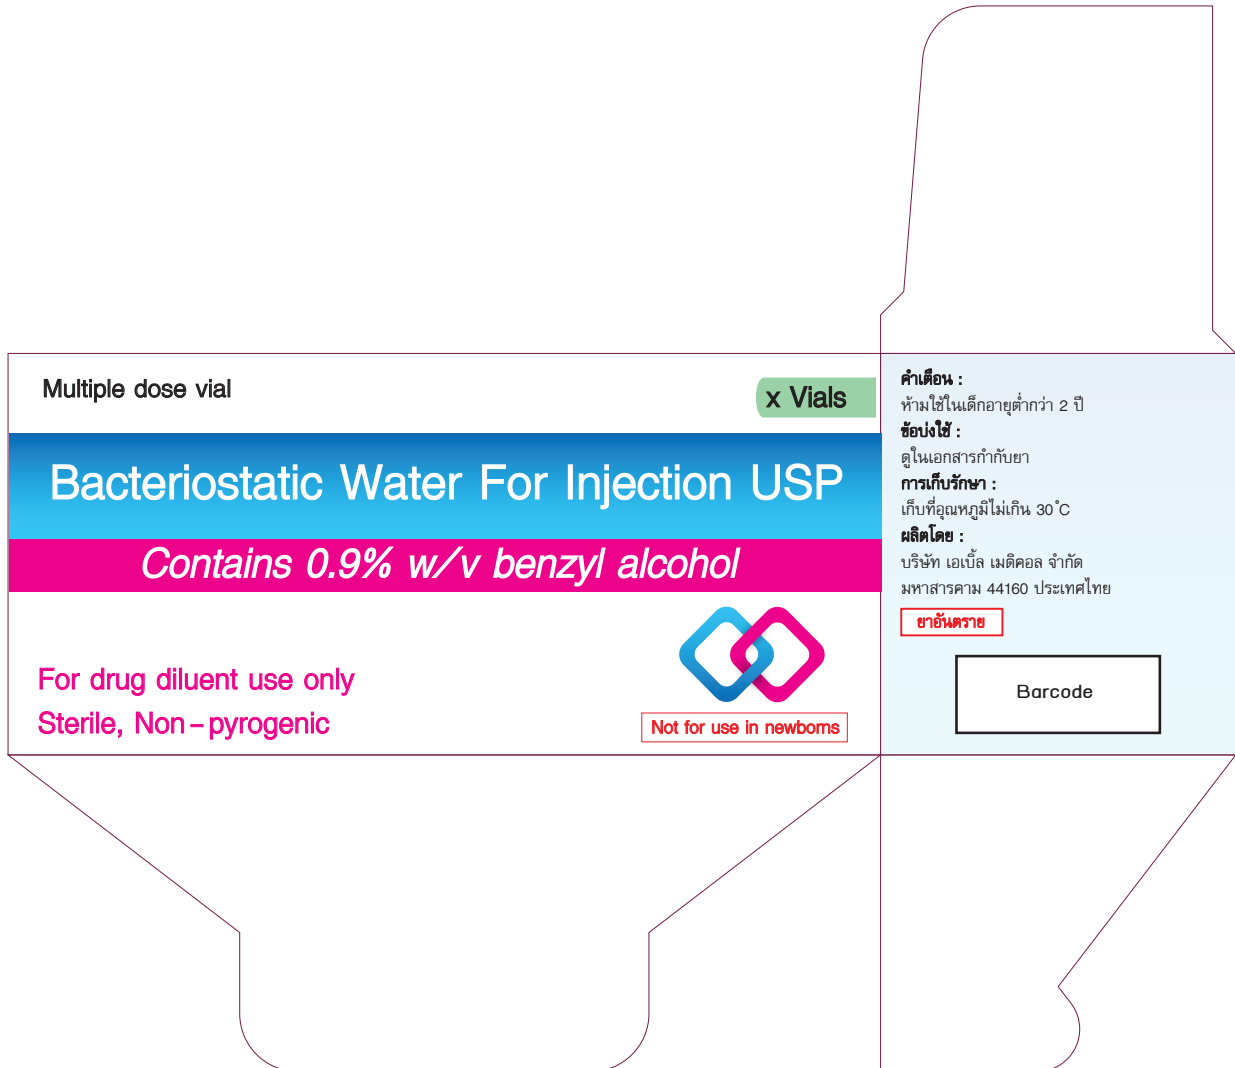 Multiple dose vial
x Vials
Bacteriostatic Water For Injection USP
Contains 0.9% w/v benzyl alcohol
For drug diluent use only
Sterile, Non-pyrogenic
Not for use in newborns
คำเตือน :
ห้ามใช้ในเด็กอายุต่ำกว่า 2 ปี
ข้อบ่งใช้ :
ดูในเอกสารกำกับยา
การเก็บรักษา :
เก็บที่อุณหภูมิไม่เกิน 30 ํC
ผลิตโดย :
บริษัท เอเบิ้ล เมดิคอล จำกัด
มหาสารคาม 44160 ประเทศไทย
ยาอันตราย
Barcode